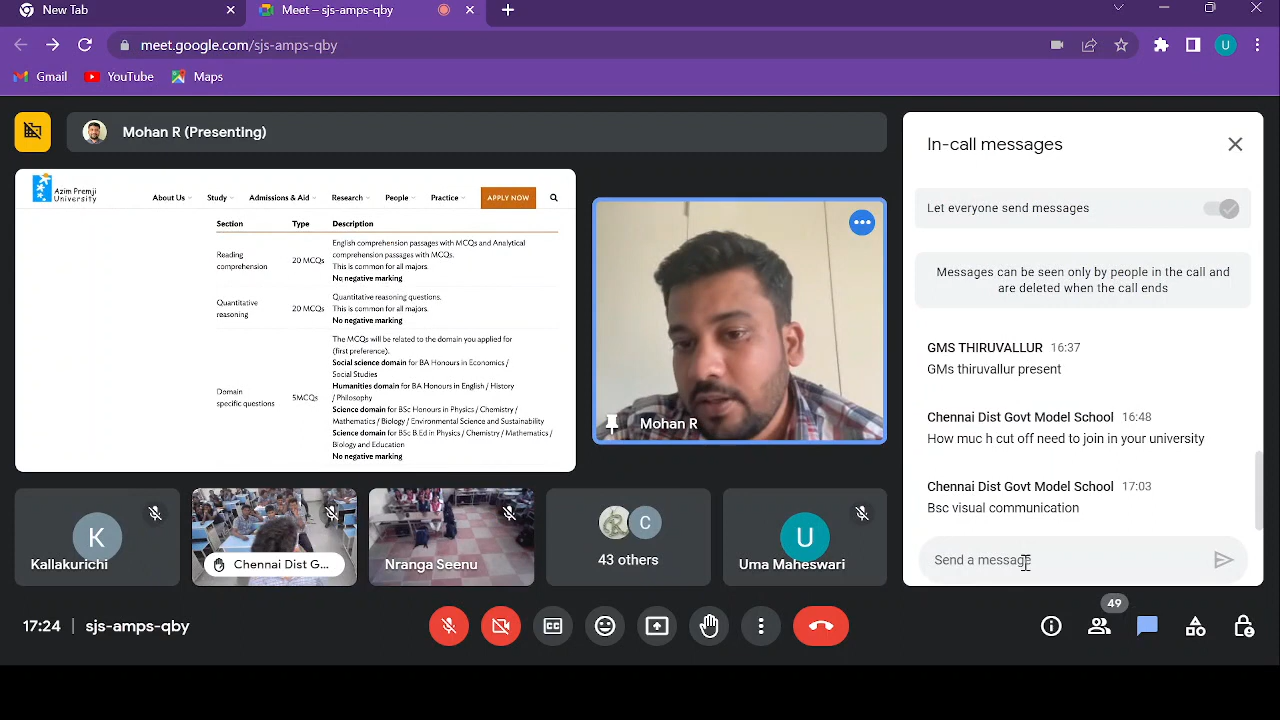 New Tab
Meet – sjs-amps-qby
meet.google.com/sjs-amps-qby
U
Gmail
YouTube
Maps
Mohan R (Presenting)
Azim Premji
University
About Us
Study
Admissions & Aid
Research
People
Practice
APPLY NOW
Section Type Description
Reading
comprehension
20 MCQs
English comprehension passages with MCQs and Analytical
comprehension passages with MCQs.
This is common for all majors.
No negative marking
Quantitative
reasoning
20 MCQs
Quantitative reasoning questions.
This is common for all majors.
No negative marking
Domain
specific questions
5MCQs
The MCQs will be related to the domain you applied for
(first preference).
Social science domain for BA Honours in Economics /
Social Studies
Humanities domain for BA Honours in English / History
/ Philosophy
Science domain for BSc Honours in Physics / Chemistry /
Mathematics / Biology / Environmental Science and Sustainability
Science domain for BSc B.Ed in Physics / Chemistry / Mathematics /
Biology and Education
No negative marking
Mohan R
K
Kallakurichi
Chennai Dist G...
Nranga Seenu
C
43 others
U
Uma Maheswari
In-call messages
Let everyone send messages
Messages can be seen only by people in the call and
are deleted when the call ends
GMS THIRUVALLUR 16:37
GMs thiruvallur present
Chennai Dist Govt Model School 16:48
How muc h cut off need to join in your university
Chennai Dist Govt Model School 17:03
Bsc visual communication
Send a message
17:24 | sjs-amps-qby
49